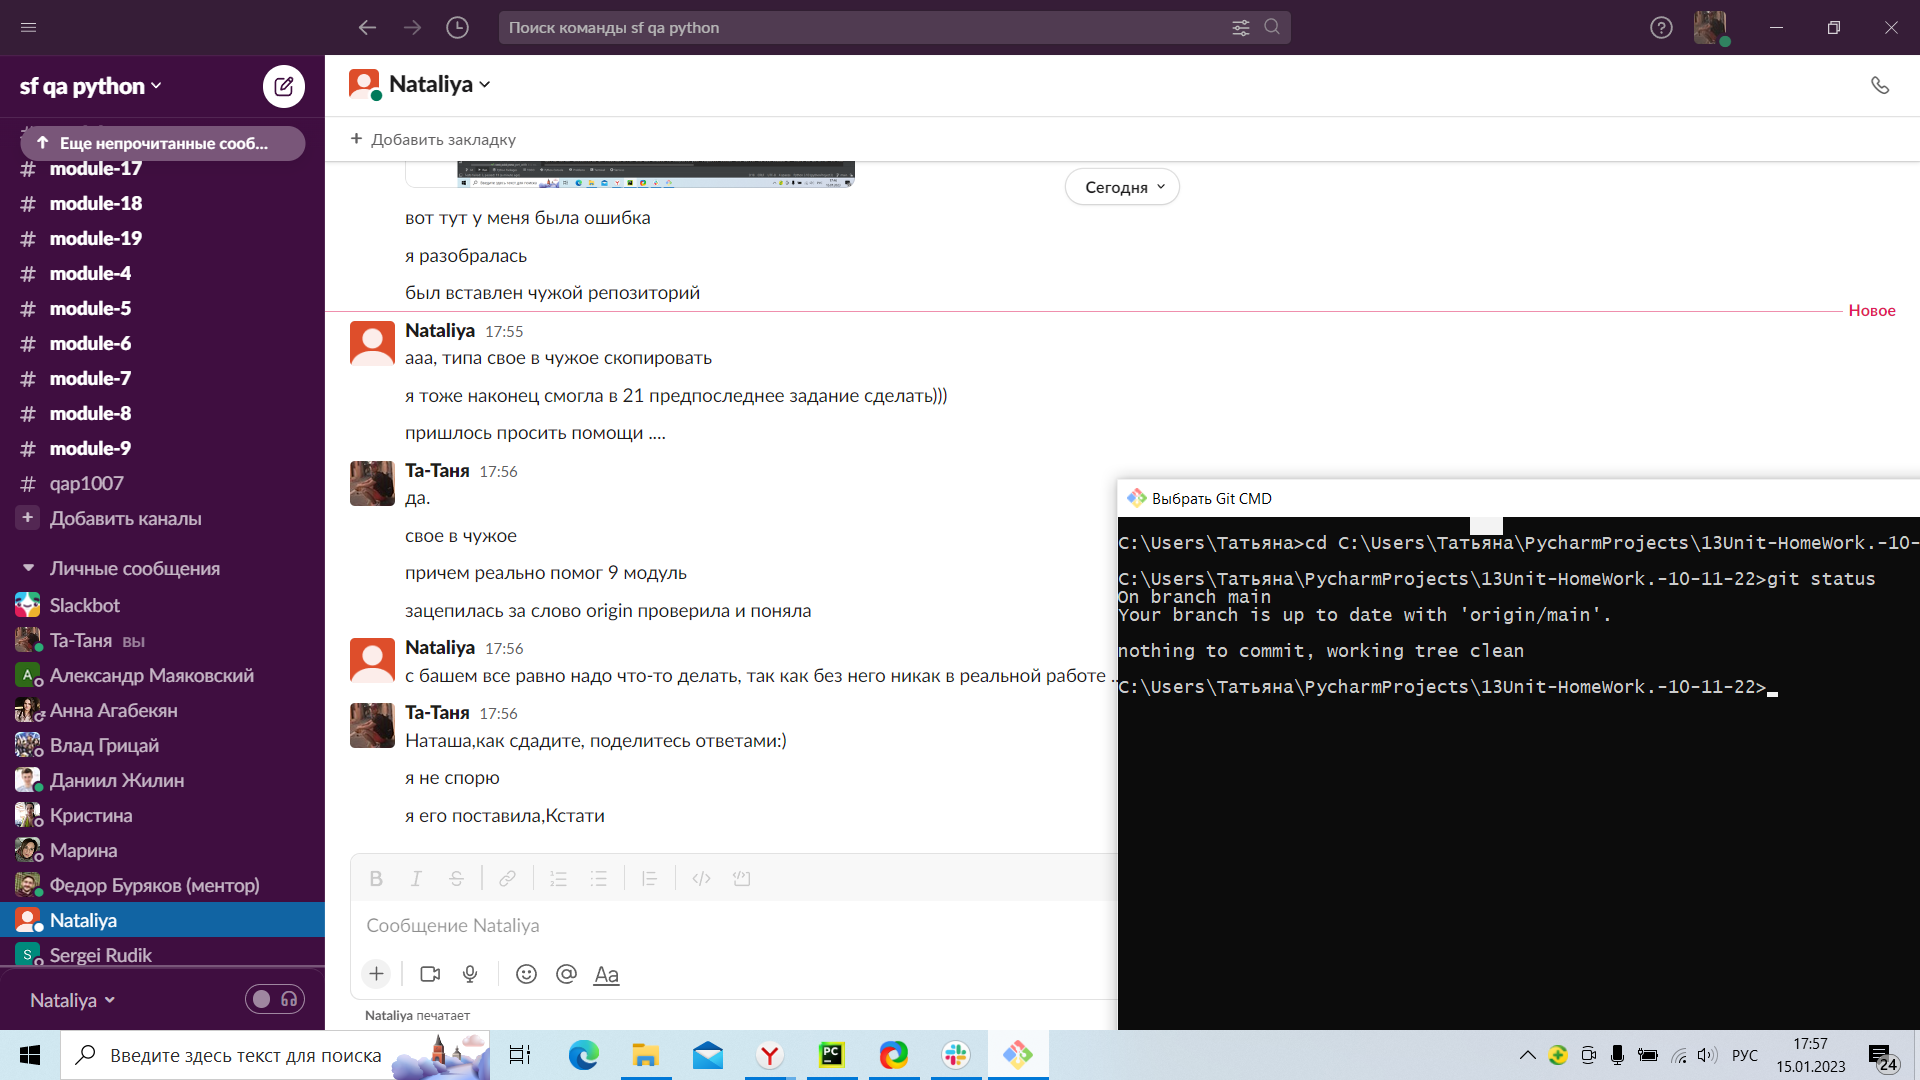 Поиск команды sf qa python
sf qa python
Еще непрочитанные сооб...
# module-17
# module-18
# module-19
# module-4
# module-5
# module-6
# module-7
# module-8
# module-9
# qap1007
+ Добавить каналы
Личные сообщения
Slackbot
Та-Таня вы
A Александр Маяковский
Анна Агабекян
Влад Грицай
Даниил Жилин
Кристина
Марина
Федор Буряков (ментор)
Nataliya
S Sergei Rudik
Nataliya
Nataliya
+ Добавить закладку
Сегодня
вот тут у меня была ошибка
я разобралась
был вставлен чужой репозиторий
Новое
Nataliya 17:55
ааа, типа свое в чужое скопировать
я тоже наконец смогла в 21 предпоследнее задание сделать)))
пришлось просить помощи ....
Та-Таня 17:56
да.
свое в чужое
причем реально помог 9 модуль
зацепилась за слово origin проверила и поняла
Nataliya 17:56
с башем все равно надо что-то делать, так как без него никак в реальной работе ..
Та-Таня 17:56
Наташа,как сдадите, поделитесь ответами:)
я не спорю
я его поставила,Кстати
Сообщение Nataliya
Aa
Nataliya печатает
Выбрать Git CMD
C:\Users\Татьяна>cd C:\Users\Татьяна\PycharmProjects\13Unit-HomeWork.-10-
C:\Users\Татьяна\PycharmProjects\13Unit-HomeWork.-10-11-22>git status
On branch main
Your branch is up to date with 'origin/main'.
nothing to commit, working tree clean
C:\Users\Татьяна\PycharmProjects\13Unit-HomeWork.-10-11-22>
Введите здесь текст для поиска
PC
РУС
17:57
15.01.2023
24